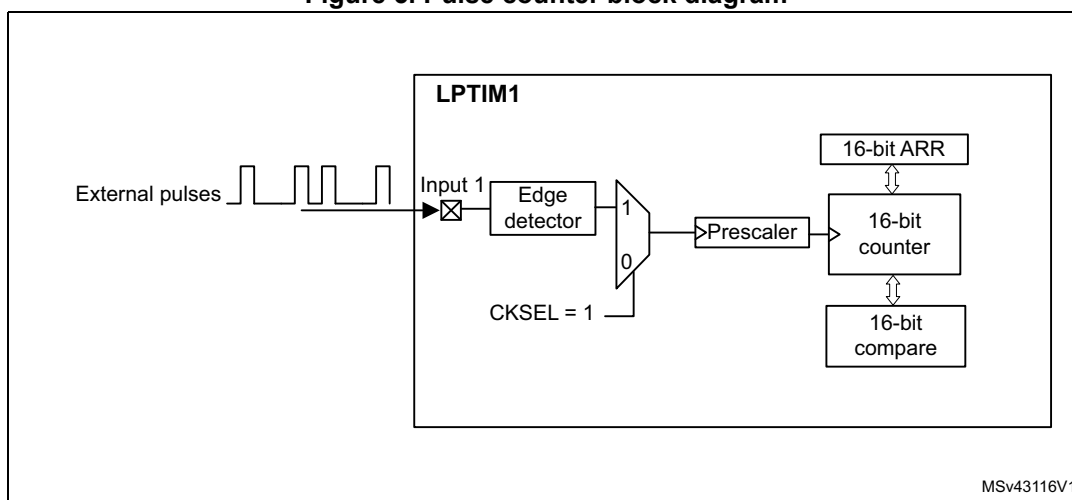 Figure 6. Pulse counter block diagram
LPTIM1
16-bit ARR
External pulses
Input 1
Edge
detector
1
0
Prescaler
16-bit
counter
CKSEL = 1
16-bit
compare
MSv43116V1